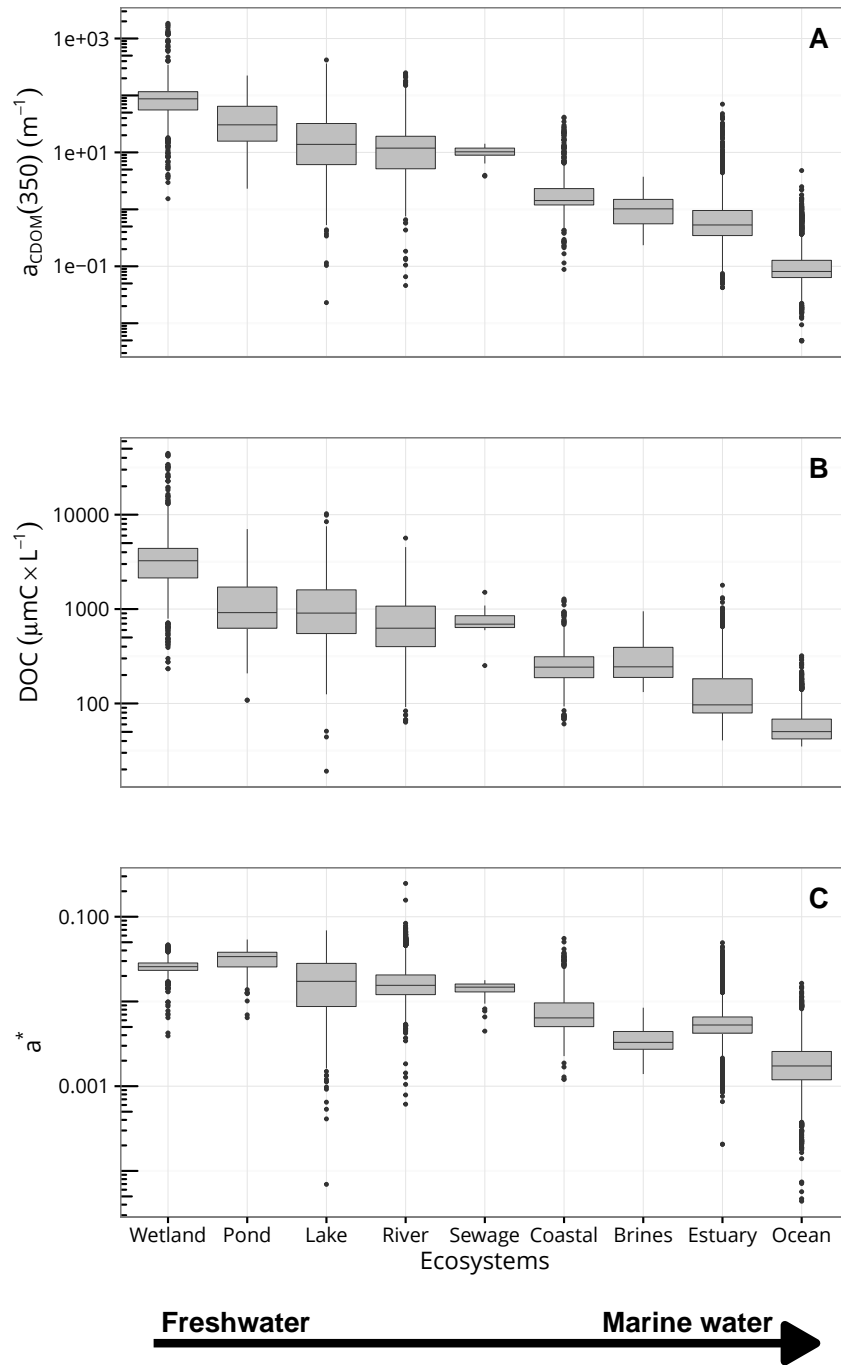 A
1e+03
1e+01
1e−01
a_CDOM(350) (m⁻¹)
B
10000
1000
100
DOC (μmC × L⁻¹)
C
0.100
0.001
a*
Wetland Pond Lake River Sewage Coastal Brines Estuary Ocean
Ecosystems
Freshwater Marine water